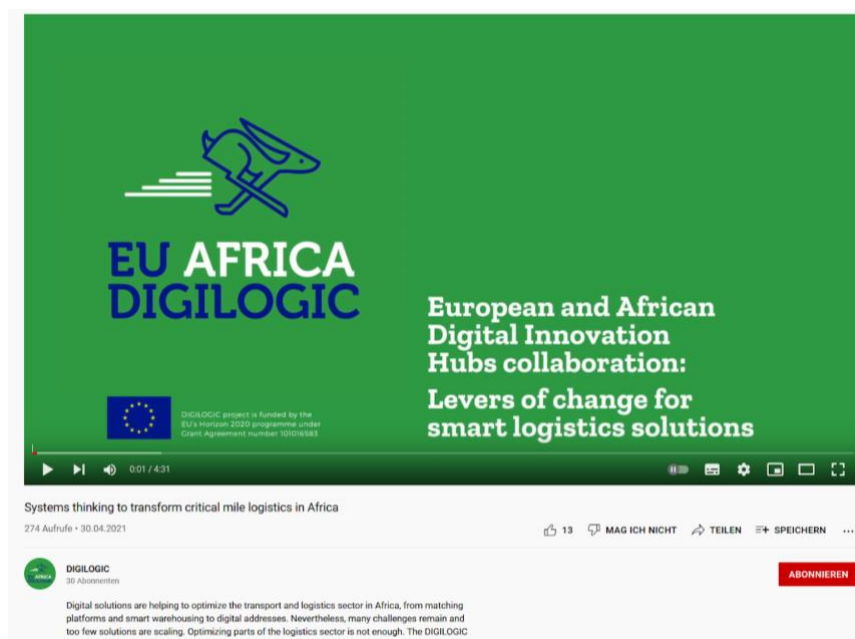 EU AFRICA
DIGILOGIC
European and African
Digital Innovation
Hubs collaboration:
Levers of change for
smart logistics solutions
DIGILOGIC project is funded by the
EU's Horizon 2020 programme under
Grant Agreement number 101016583
0:01 / 4:31
Systems thinking to transform critical mile logistics in Africa
274 Aufrufe • 30.04.2021
13 MAG ICH NICHT TEILEN SPEICHERN ...
DIGILOGIC
30 Abonnenten
ABONNIEREN
Digital solutions are helping to optimize the transport and logistics sector in Africa, from matching
platforms and smart warehousing to digital addresses. Nevertheless, many challenges remain and
too few solutions are scaling. Optimizing parts of the logistics sector is not enough. The DIGILOGIC